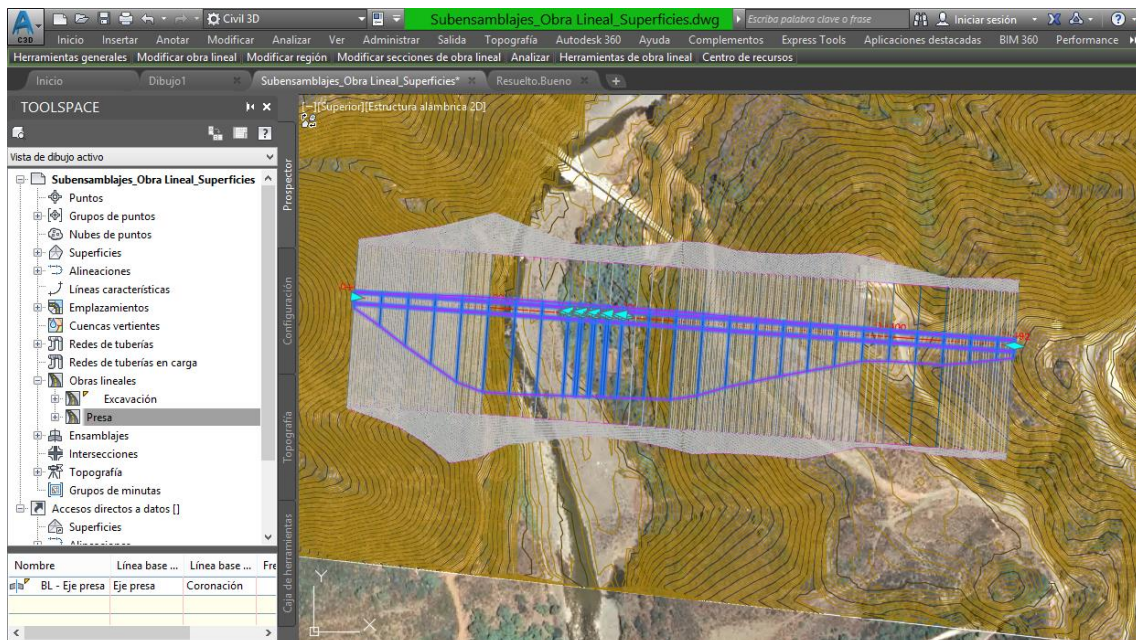 C3D
Civil 3D
Subensamblajes_Obra Lineal_Superficies.dwg
Escriba palabra clave o frase
Iniciar sesión
?
Inicio Insertar Anotar Modificar Analizar Ver Administrar Salida Topografía Autodesk 360 Ayuda Complementos Express Tools Aplicaciones destacadas BIM 360 Performance
Herramientas generales Modificar obra lineal Modificar región Modificar secciones de obra lineal Analizar Herramientas de obra lineal Centro de recursos
Inicio Dibujo1 Subensamblajes_Obra Lineal_Superficies* Resuelto.Bueno
TOOLSPACE
[−][Superior][Estructura alámbrica 2D]
Vista de dibujo activo
Subensamblajes_Obra Lineal_Superficies
Puntos
Grupos de puntos
Nubes de puntos
Superficies
Alineaciones
Líneas características
Emplazamientos
Cuencas vertientes
Redes de tuberías
Redes de tuberías en carga
Obras lineales
Excavación
Presa
Ensamblajes
Intersecciones
Topografía
Grupos de minutas
Accesos directos a datos []
Superficies
Alineaciones
Prospector
Configuración
Topografía
Caja de herramientas
Nombre Línea base ... Línea base ... Fre
BL - Eje presa Eje presa Coronación
Y
X